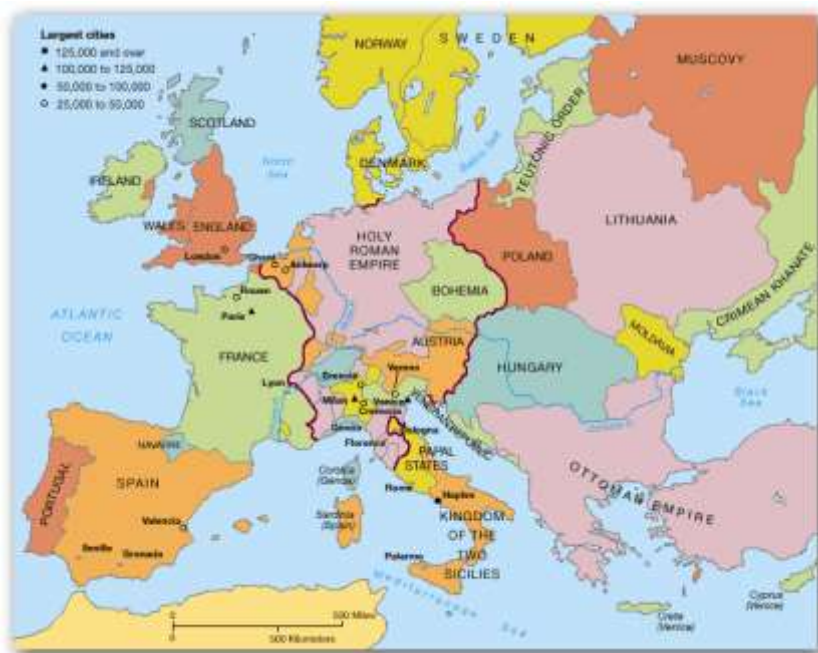 Largest cities
125,000 and over
100,000 to 125,000
50,000 to 100,000
25,000 to 50,000
NORWAY
SWEDEN
MUSCOVY
SCOTLAND
North
Sea
DENMARK
Baltic Sea
TEUTONIC ORDER
IRELAND
WALES
ENGLAND
London
LITHUANIA
HOLY
ROMAN
EMPIRE
POLAND
Ghent
Antwerp
BOHEMIA
CRIMEAN KHANATE
Rouen
Paris
ATLANTIC
OCEAN
AUSTRIA
MOLDAVIA
FRANCE
HUNGARY
Lyon
Brescia
Verona
Milan
Venice
Cremona
Black
Sea
VENETIAN REPUBLIC
Genoa
Bologna
Florence
PAPAL
STATES
NAVARRE
Corsica
(Genoa)
Rome
OTTOMAN EMPIRE
PORTUGAL
SPAIN
Naples
Sardinia
(Spain)
KINGDOM
OF THE
TWO
SICILIES
Valencia
Seville
Granada
Palermo
Mediterranean
Sea
Crete
(Venice)
Cyprus
(Venice)
0
500 Miles
0
500 Kilometers